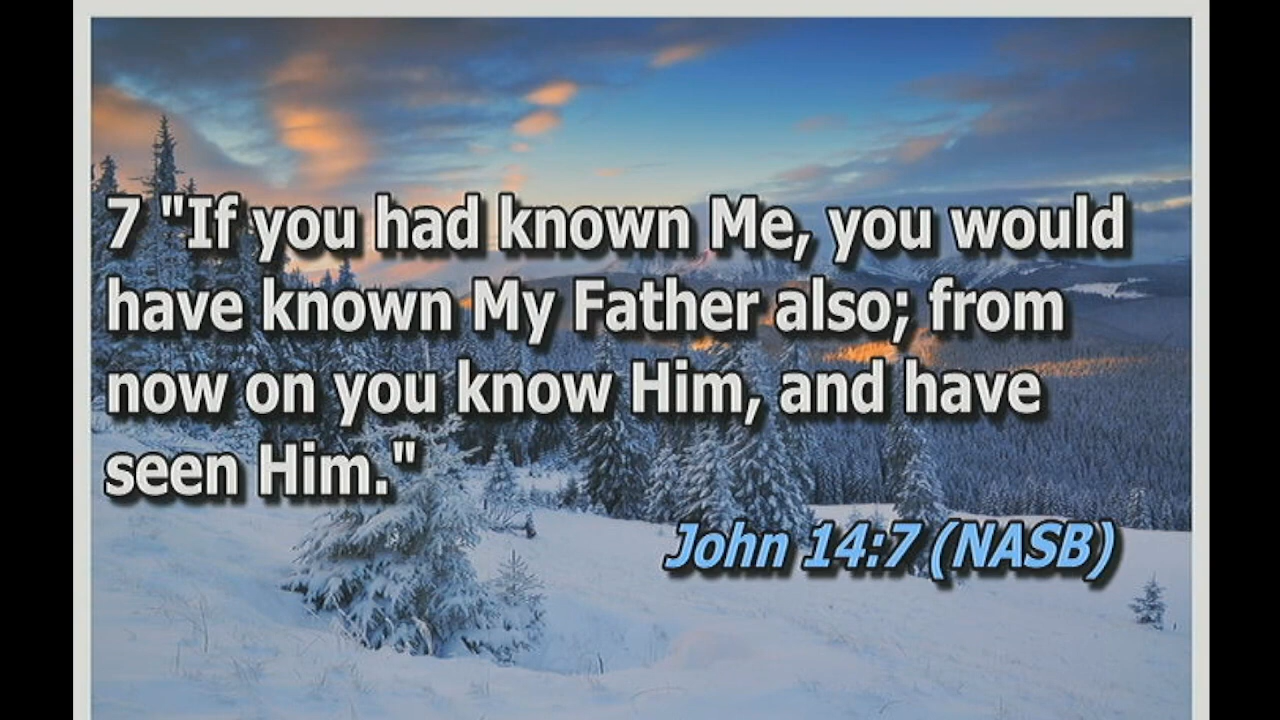 7 "If you had known Me, you would
have known My Father also; from
now on you know Him, and have
seen Him."
John 14:7 (NASB)